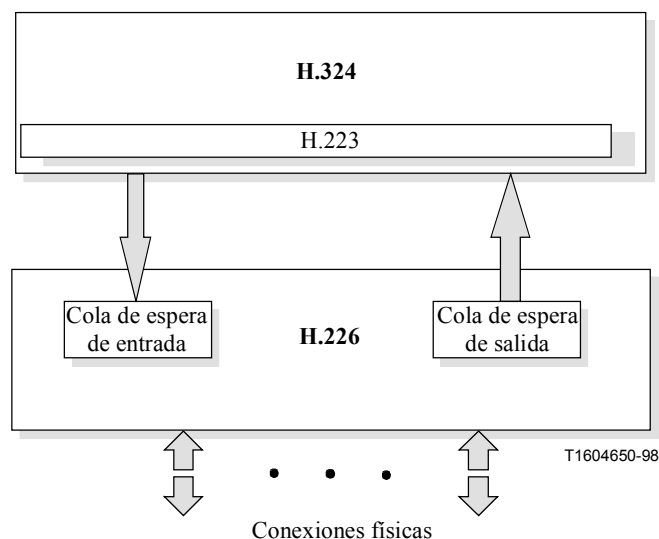 H.324
H.223
Cola de espera
de entrada
H.226
Cola de espera
de salida
T1604650-98
Conexiones físicas